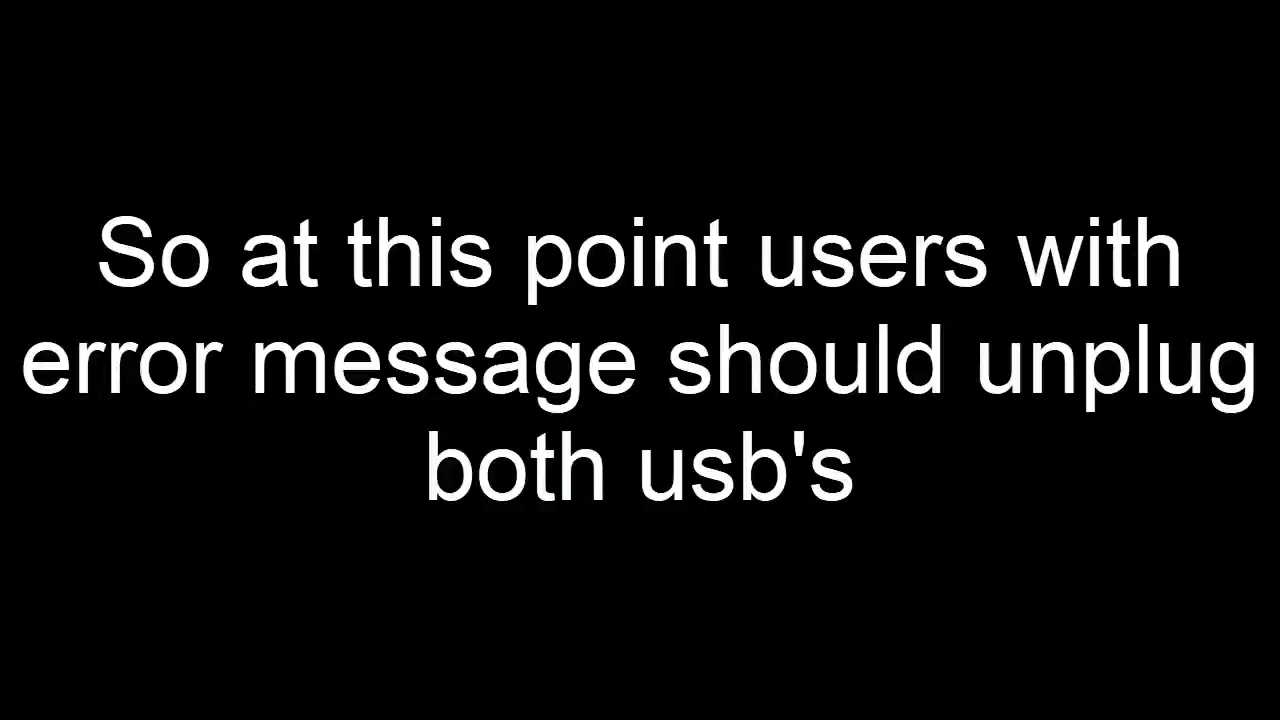 So at this point users with
error message should unplug
both usb's